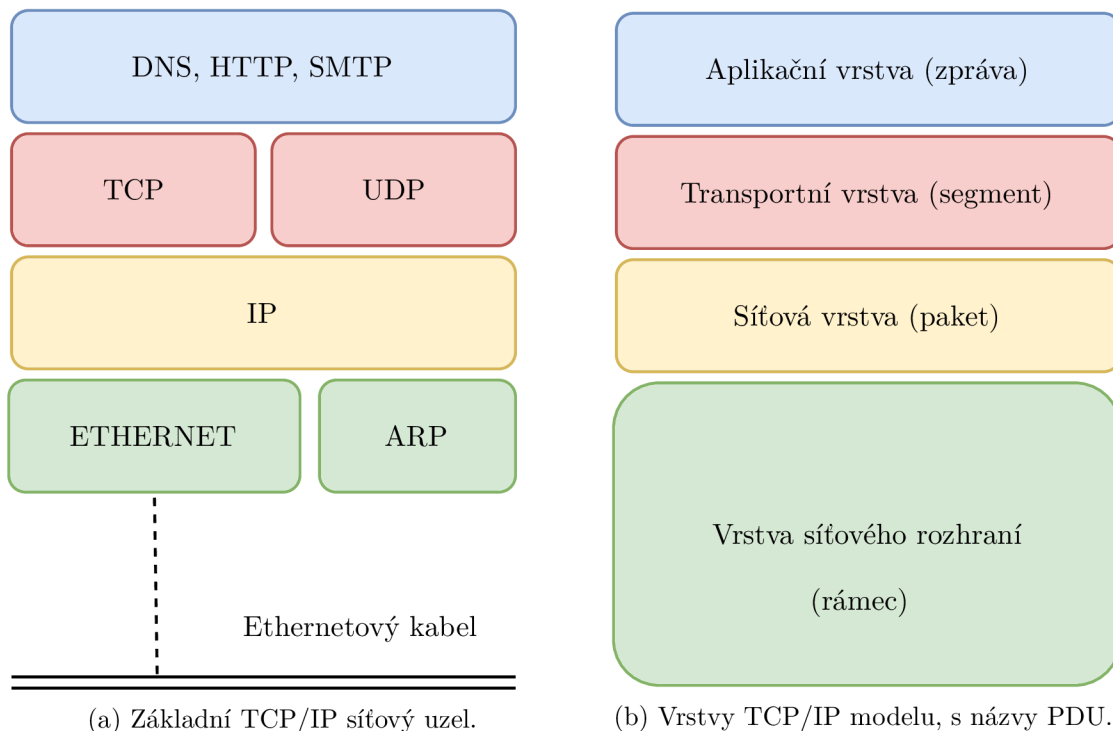 DNS, HTTP, SMTP
TCP
UDP
IP
ETHERNET
ARP
Ethernetový kabel
(a) Základní TCP/IP síťový uzel.
Aplikační vrstva (zpráva)
Transportní vrstva (segment)
Síťová vrstva (paket)
Vrstva síťového rozhraní
(rámec)
(b) Vrstvy TCP/IP modelu, s názvy PDU.